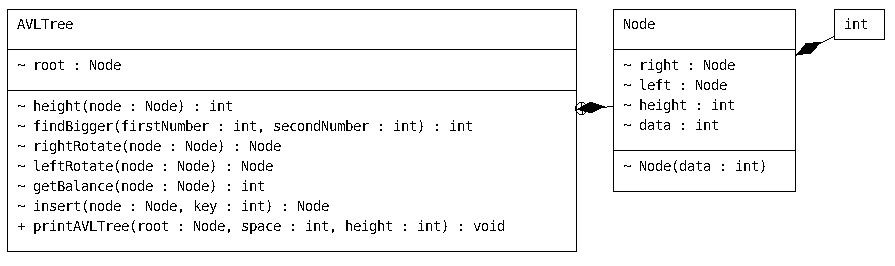 AVLTree
~ root : Node
~ height(node : Node) : int
~ findBigger(firstNumber : int, secondNumber : int) : int
~ rightRotate(node : Node) : Node
~ leftRotate(node : Node) : Node
~ getBalance(node : Node) : int
~ insert(node : Node, key : int) : Node
+ printAVLTree(root : Node, space : int, height : int) : void
Node
~ right : Node
~ left : Node
~ height : int
~ data : int
~ Node(data : int)
int